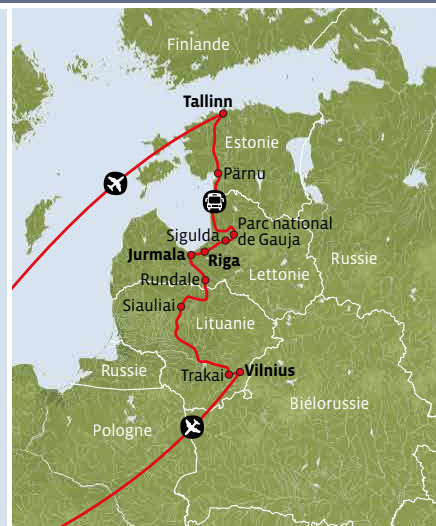 Finlande
Tallinn
Estonie
Pärnu
Parc national
de Gauja
Sigulda
Jurmala
Riga
Russie
Lettonie
Rundale
Siauliai
Lituanie
Russie
Trakai
Vilnius
Biélorussie
Pologne